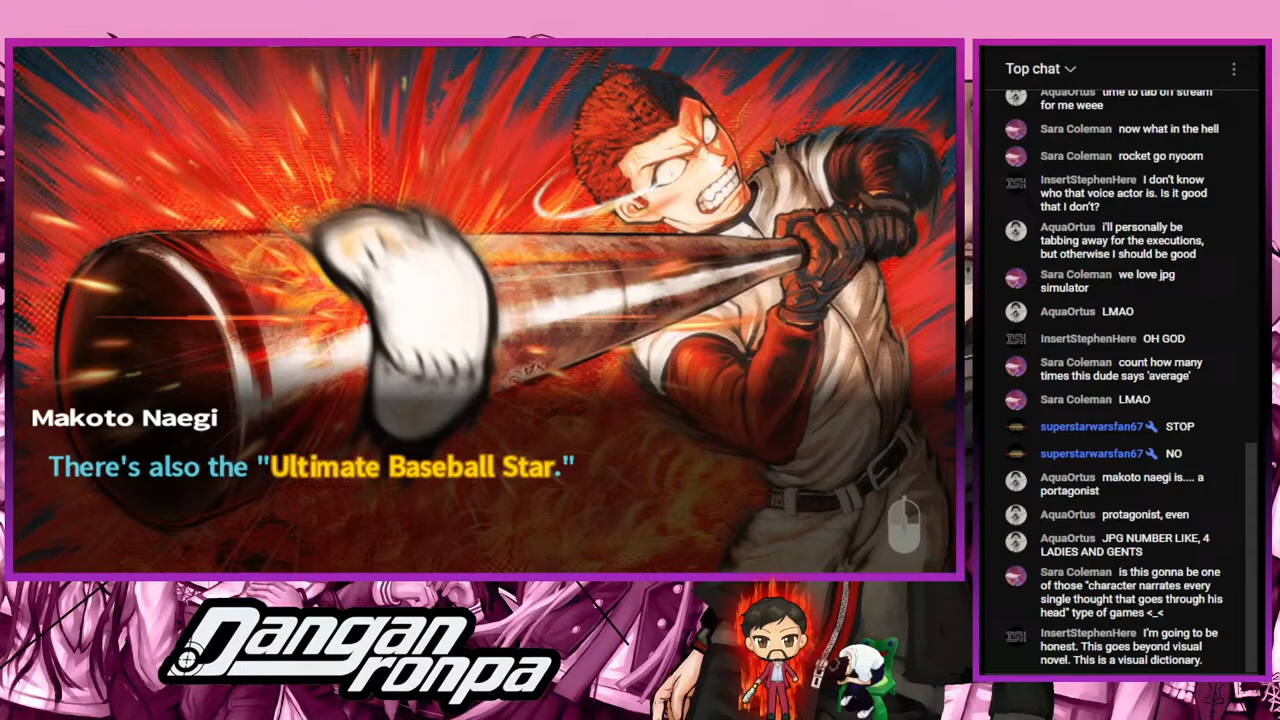 Makoto Naegi
There's also the "Ultimate Baseball Star."
Dangan
ronpa
Top chat
AquaOrtus time to tab off stream
for me weee
Sara Coleman now what in the hell
Sara Coleman rocket go nyoom
InsertStephenHere I don't know
who that voice actor is. Is it good
that I don't?
AquaOrtus i'll personally be
tabbing away for the executions,
but otherwise I should be good
Sara Coleman we love jpg
simulator
AquaOrtus LMAO
InsertStephenHere OH GOD
Sara Coleman count how many
times this dude says 'average'
Sara Coleman LMAO
superstarwarsfan67 STOP
superstarwarsfan67 NO
AquaOrtus makoto naegi is.... a
portagonist
AquaOrtus protagonist, even
AquaOrtus JPG NUMBER LIKE, 4
LADIES AND GENTS
Sara Coleman is this gonna be one
of those "character narrates every
single thought that goes through his
head" type of games <_<
InsertStephenHere I'm going to be
honest. This goes beyond visual
novel. This is a visual dictionary.